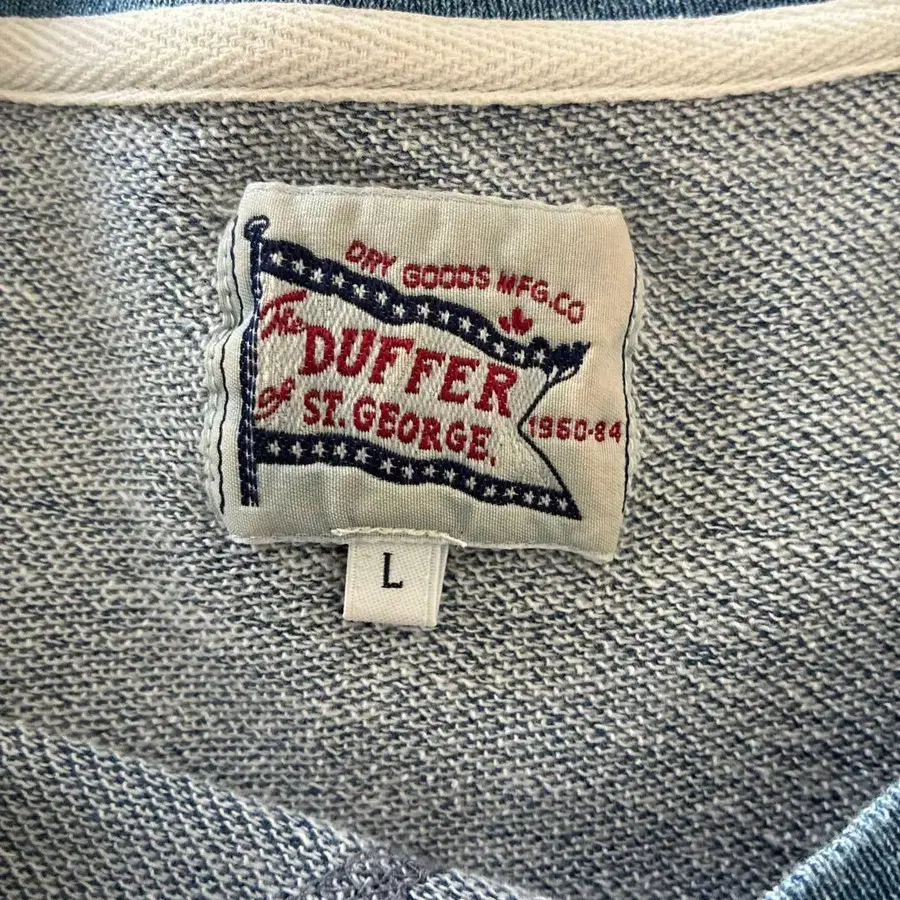 DRY GOODS MFG.CO
The
DUFFER
of ST. GEORGE.
1960-84
L